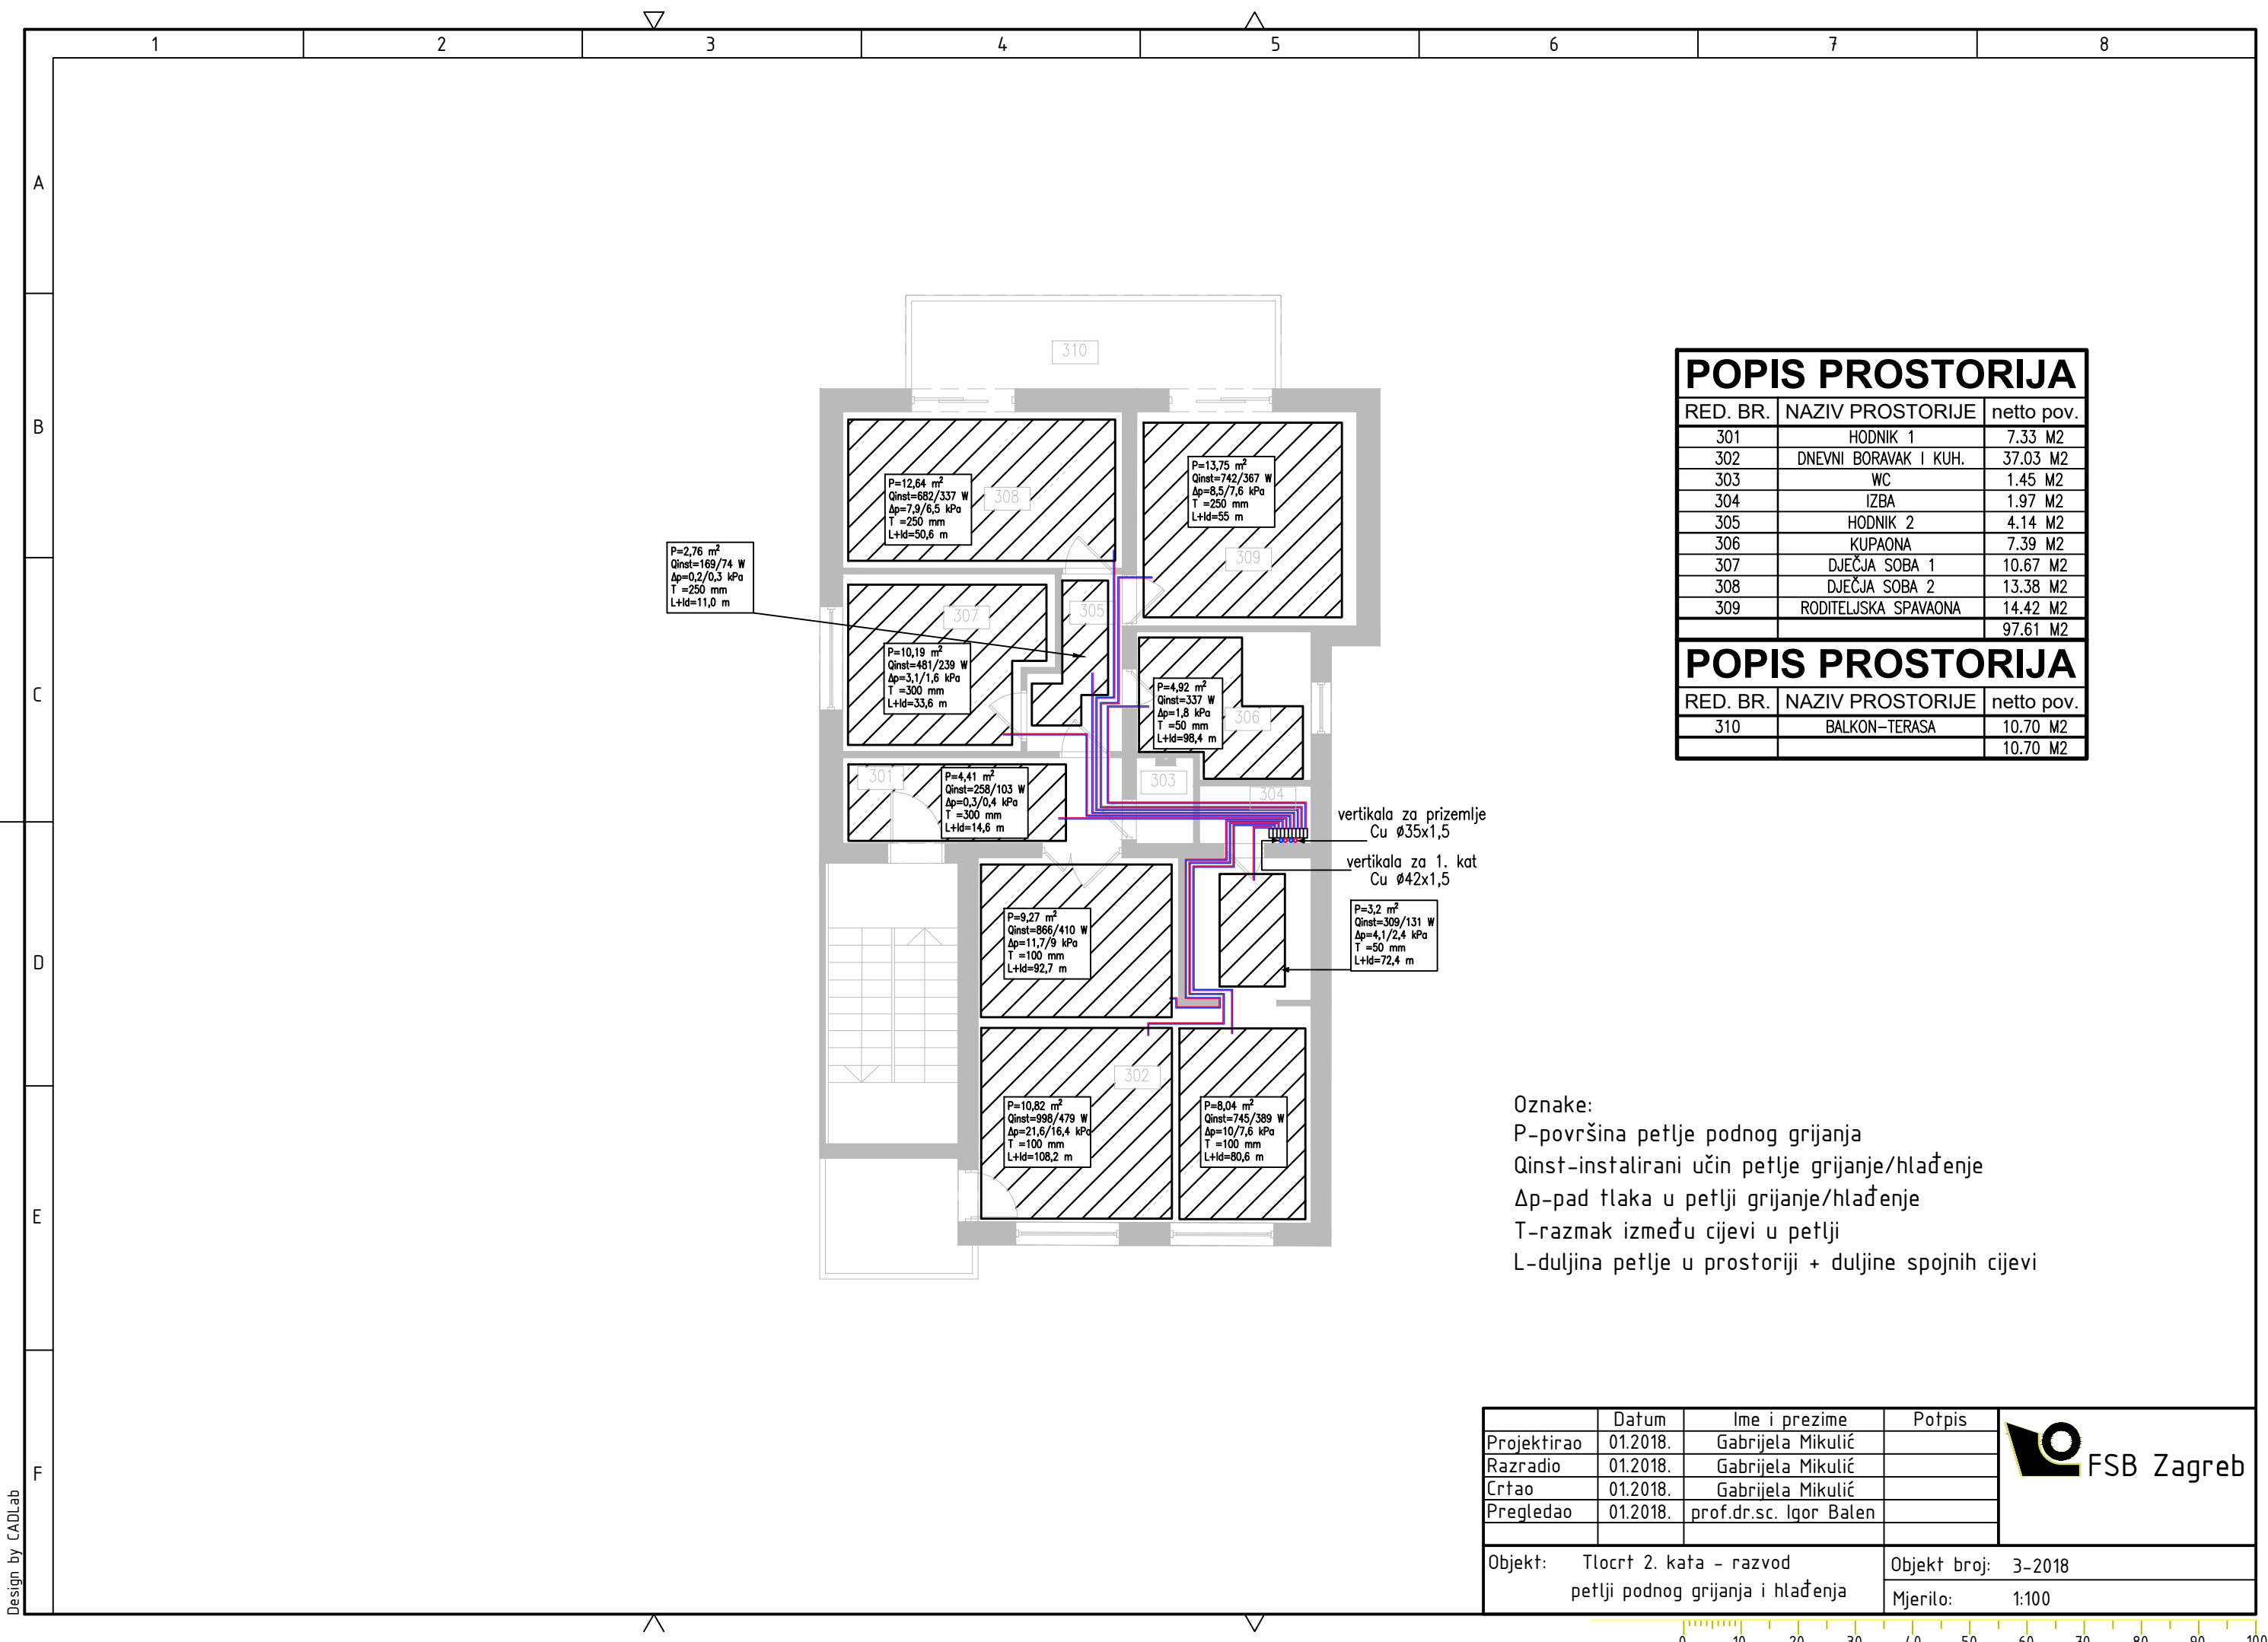 1 2 3 4 5 6 7 8
A
B
C
D
E
F
310
P=12,64 m²
Qinst=682/337 W
Δp=7,9/6,5 kPa
T =250 mm
L+ld=50,6 m
308
P=13,75 m²
Qinst=742/367 W
Δp=8,5/7,6 kPa
T =250 mm
L+ld=55 m
309
P=2,76 m²
Qinst=169/74 W
Δp=0,2/0,3 kPa
T =250 mm
L+ld=11,0 m
307
305
P=10,19 m²
Qinst=481/239 W
Δp=3,1/1,6 kPa
T =300 mm
L+ld=33,6 m
P=4,92 m²
Qinst=337 W
Δp=1,8 kPa
T =50 mm
L+ld=98,4 m
306
301
P=4,41 m²
Qinst=258/103 W
Δp=0,3/0,4 kPa
T =300 mm
L+ld=14,6 m
303
304
vertikala za prizemlje
Cu ø35x1,5
vertikala za 1. kat
Cu ø42x1,5
P=9,27 m²
Qinst=866/410 W
Δp=11,7/9 kPa
T =100 mm
L+ld=92,7 m
P=3,2 m²
Qinst=309/131 W
Δp=4,1/2,4 kPa
T =50 mm
L+ld=72,4 m
302
P=10,82 m²
Qinst=998/479 W
Δp=21,6/16,4 kPa
T =100 mm
L+ld=108,2 m
P=8,04 m²
Qinst=745/389 W
Δp=10/7,6 kPa
T =100 mm
L+ld=80,6 m
POPIS PROSTORIJA
RED. BR. NAZIV PROSTORIJE netto pov.
301 HODNIK 1 7.33 M2
302 DNEVNI BORAVAK I KUH. 37.03 M2
303 WC 1.45 M2
304 IZBA 1.97 M2
305 HODNIK 2 4.14 M2
306 KUPAONA 7.39 M2
307 DJEČJA SOBA 1 10.67 M2
308 DJEČJA SOBA 2 13.38 M2
309 RODITELJSKA SPAVAONA 14.42 M2
97.61 M2
POPIS PROSTORIJA
RED. BR. NAZIV PROSTORIJE netto pov.
310 BALKON-TERASA 10.70 M2
10.70 M2
Oznake:
P-površina petlje podnog grijanja
Qinst-instalirani učin petlje grijanje/hlađenje
Δp-pad tlaka u petlji grijanje/hlađenje
T-razmak između cijevi u petlji
L-duljina petlje u prostoriji + duljine spojnih cijevi
Datum Ime i prezime Potpis
Projektirao 01.2018. Gabrijela Mikulić
Razradio 01.2018. Gabrijela Mikulić
Crtao 01.2018. Gabrijela Mikulić
Pregledao 01.2018. prof.dr.sc. Igor Balen
FSB Zagreb
Objekt: Tlocrt 2. kata - razvod
petlji podnog grijanja i hlađenja
Objekt broj: 3-2018
Mjerilo: 1:100
Design by CADLab
0 10 20 30 40 50 60 70 80 90 100